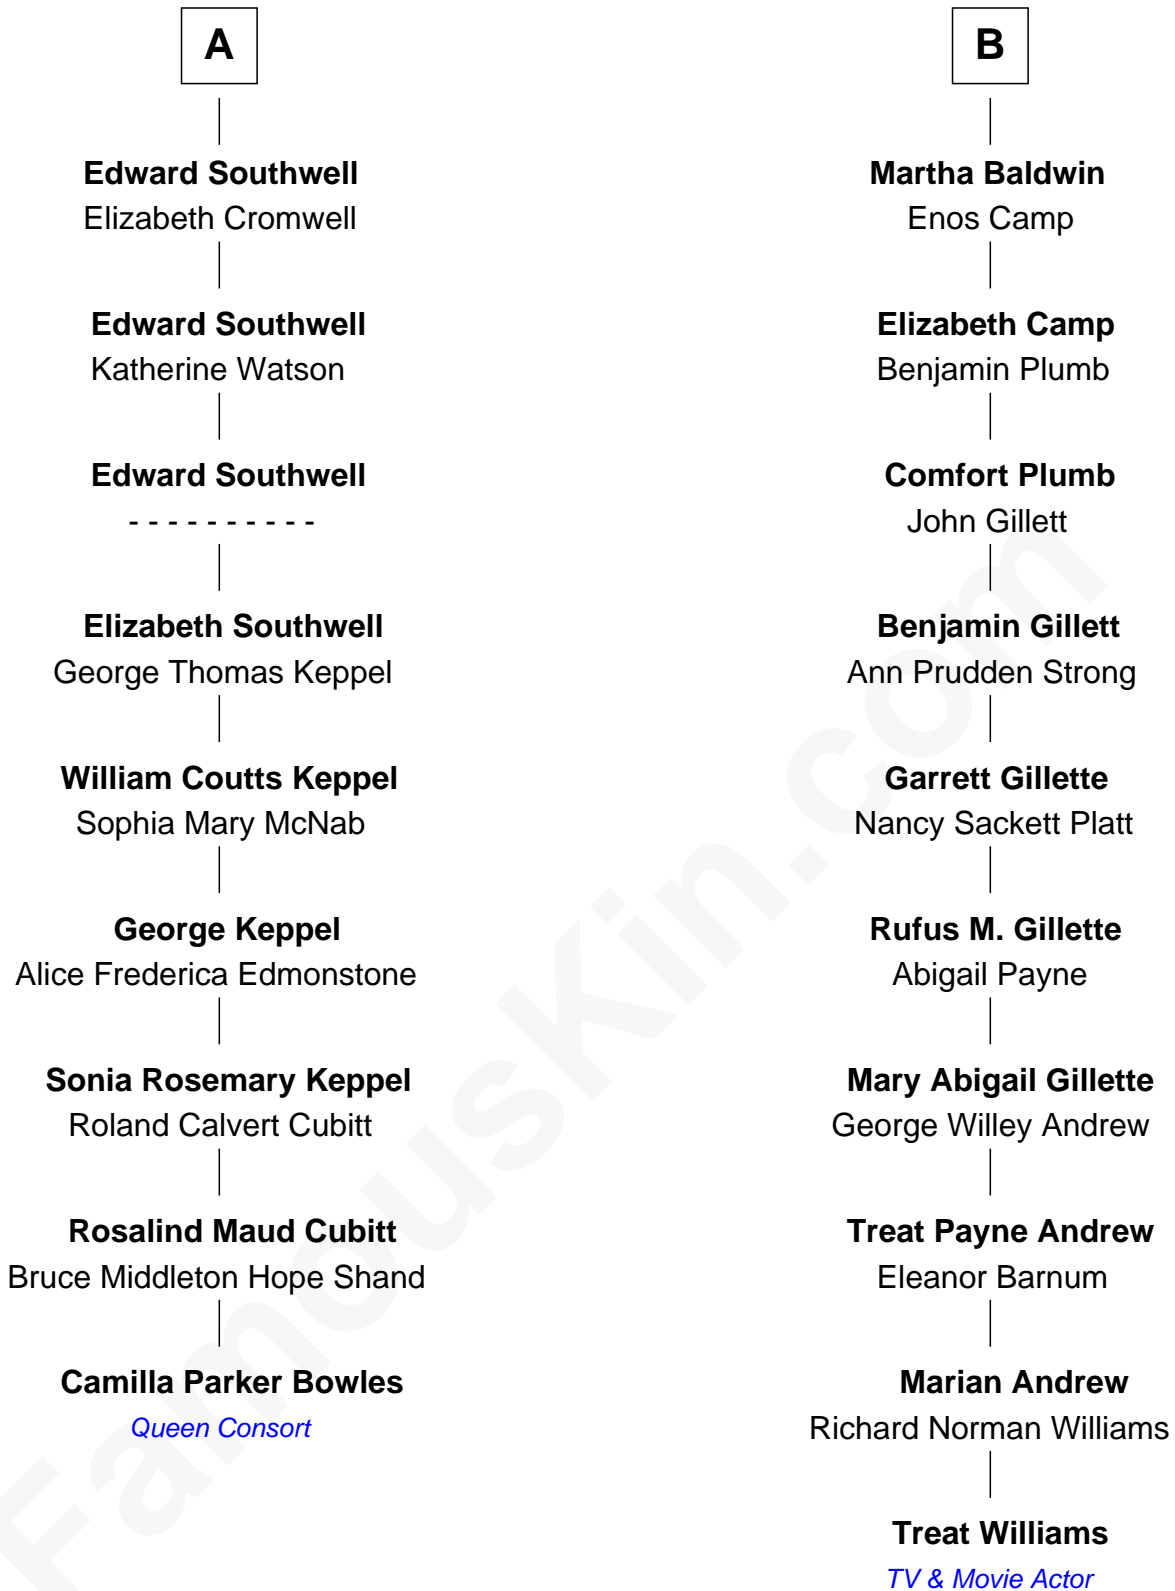 A
Edward Southwell
Elizabeth Cromwell
Edward Southwell
Katherine Watson
Edward Southwell
- - - - - - - - - -
Elizabeth Southwell
George Thomas Keppel
William Coutts Keppel
Sophia Mary McNab
George Keppel
Alice Frederica Edmonstone
Sonia Rosemary Keppel
Roland Calvert Cubitt
Rosalind Maud Cubitt
Bruce Middleton Hope Shand
Camilla Parker Bowles
Queen Consort
B
Martha Baldwin
Enos Camp
Elizabeth Camp
Benjamin Plumb
Comfort Plumb
John Gillett
Benjamin Gillett
Ann Prudden Strong
Garrett Gillette
Nancy Sackett Platt
Rufus M. Gillette
Abigail Payne
Mary Abigail Gillette
George Willey Andrew
Treat Payne Andrew
Eleanor Barnum
Marian Andrew
Richard Norman Williams
Treat Williams
TV & Movie Actor
FamousKin.com